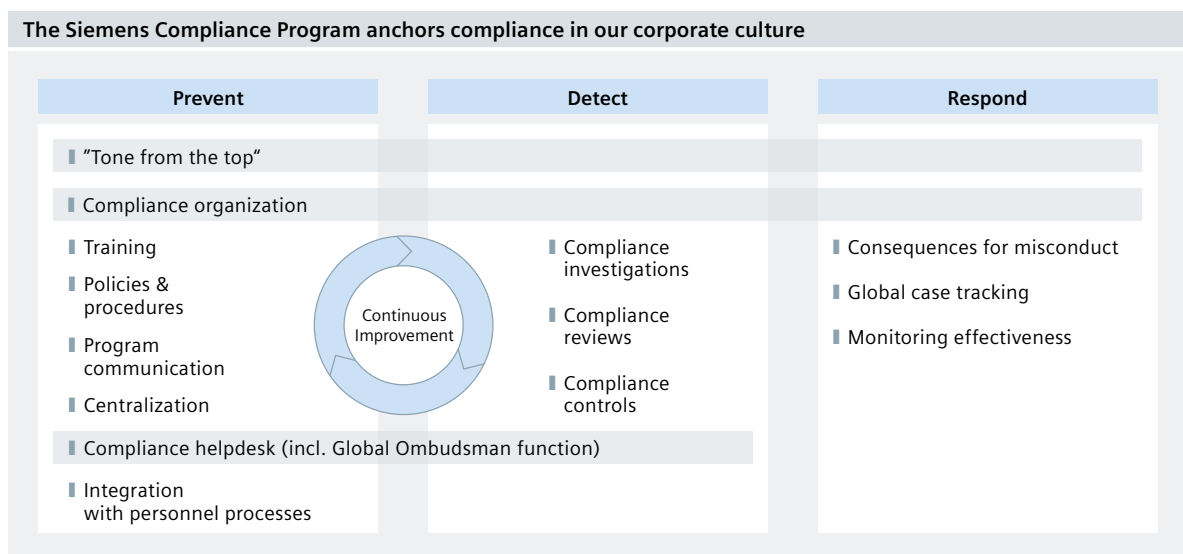 The Siemens Compliance Program anchors compliance in our corporate culture
Prevent
Detect
Respond
"Tone from the top“
Compliance organization
Training
Policies &
procedures
Program
communication
Centralization
Continuous
Improvement
Compliance
investigations
Compliance
reviews
Compliance
controls
Consequences for misconduct
Global case tracking
Monitoring effectiveness
Compliance helpdesk (incl. Global Ombudsman function)
Integration
with personnel processes